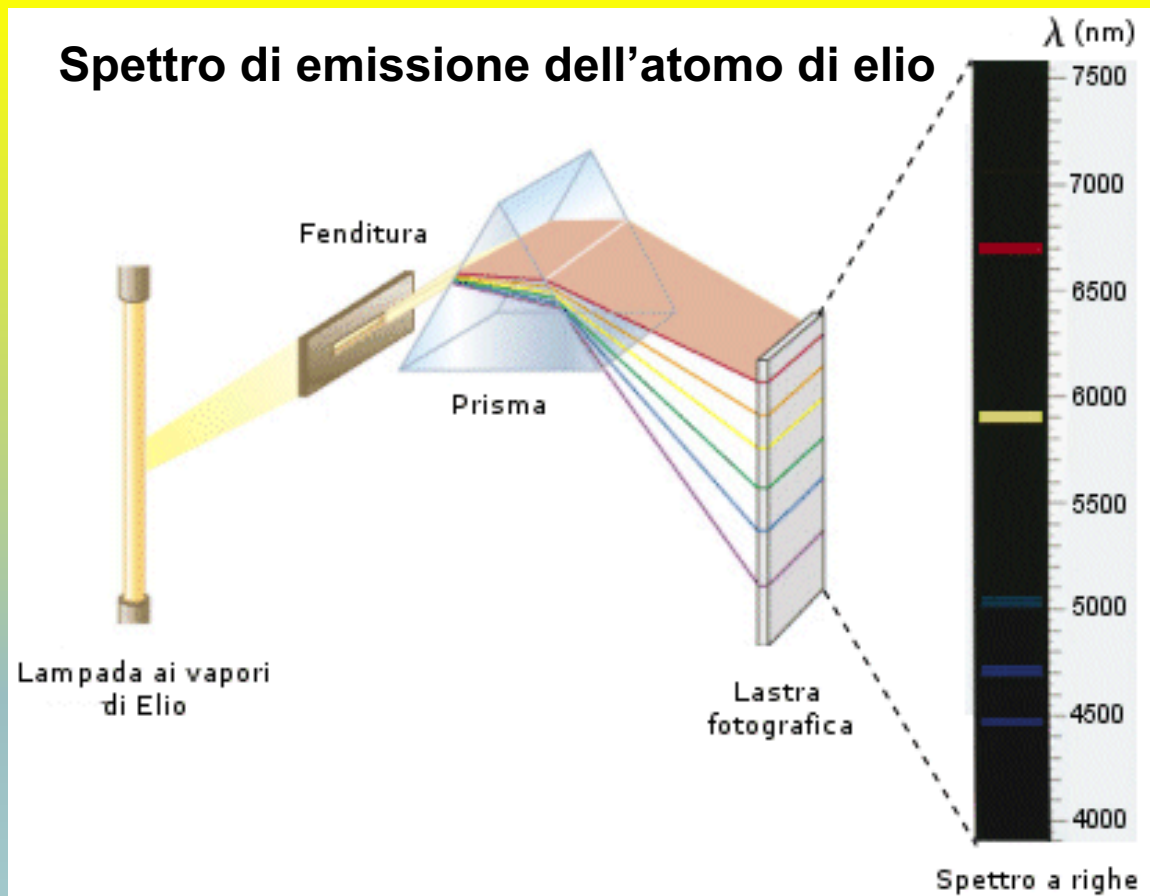 Spettro di emissione dell’atomo di elio
λ (nm)
7500
7000
6500
6000
5500
5000
4500
4000
Fenditura
Prisma
Lampada ai vapori
di Elio
Lastra
fotografica
Spettro a righe